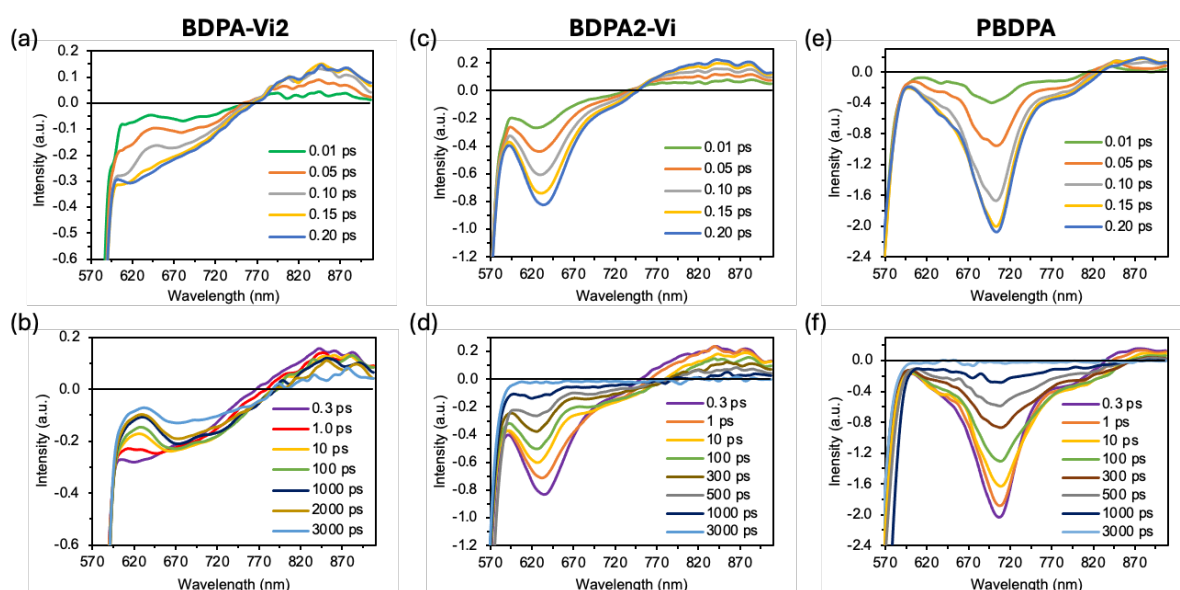 BDPA-Vi2
BDPA2-Vi
PBDPA
(a)
0.2
0.1
0.0
-0.1
-0.2
-0.3
-0.4
-0.5
-0.6
Intensity (a.u.)
0.01 ps
0.05 ps
0.10 ps
0.15 ps
0.20 ps
570 620 670 720 770 820 870
Wavelength (nm)
(c)
0.2
0.0
-0.2
-0.4
-0.6
-0.8
-1.0
-1.2
Intensity (a.u.)
0.01 ps
0.05 ps
0.10 ps
0.15 ps
0.20 ps
570 620 670 720 770 820 870
Wavelength (nm)
(e)
0.0
-0.4
-0.8
-1.2
-1.6
-2.0
-2.4
Intensity (a.u.)
0.01 ps
0.05 ps
0.10 ps
0.15 ps
0.20 ps
570 620 670 720 770 820 870
Wavelength (nm)
(b)
0.2
0.0
-0.2
-0.4
-0.6
Intensity (a.u.)
0.3 ps
1.0 ps
10 ps
100 ps
1000 ps
2000 ps
3000 ps
570 620 670 720 770 820 870
Wavelength (nm)
(d)
0.2
0.0
-0.2
-0.4
-0.6
-0.8
-1.0
-1.2
Intensity (a.u.)
0.3 ps
1 ps
10 ps
100 ps
300 ps
500 ps
1000 ps
3000 ps
570 620 670 720 770 820 870
Wavelength (nm)
(f)
0.0
-0.4
-0.8
-1.2
-1.6
-2.0
-2.4
Intensity (a.u.)
0.3 ps
1 ps
10 ps
100 ps
300 ps
500 ps
1000 ps
3000 ps
570 620 670 720 770 820 870
Wavelength (nm)